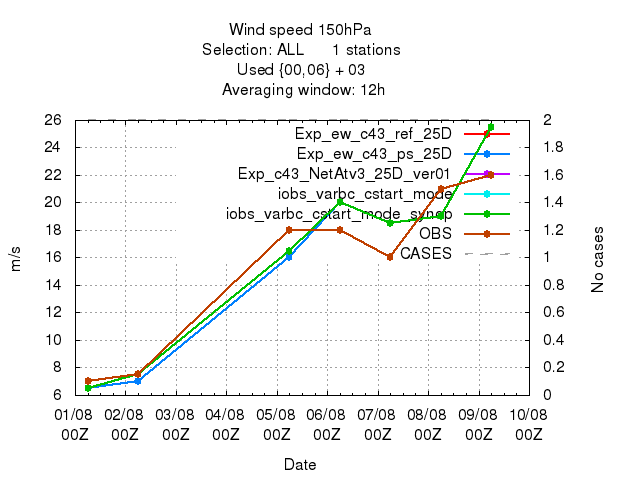 Wind speed 150hPa
Selection: ALL 1 stations
Used {00,06} + 03
Averaging window: 12h
26 2
24 1.8
22 1.6
20 1.4
18 1.2
16 1
14 0.8
12 0.6
10 0.4
8 0.2
6 0
Exp_ew_c43_ref_25D
Exp_ew_c43_ps_25D
Exp_c43_NetAtv3_25D_ver01
iobs_varbc_cstart_mode
iobs_varbc_cstart_mode_synop
OBS
CASES
m/s
No cases
01/08 02/08 03/08 04/08 05/08 06/08 07/08 08/08 09/08 10/08
00Z 00Z 00Z 00Z 00Z 00Z 00Z 00Z 00Z 00Z
Date